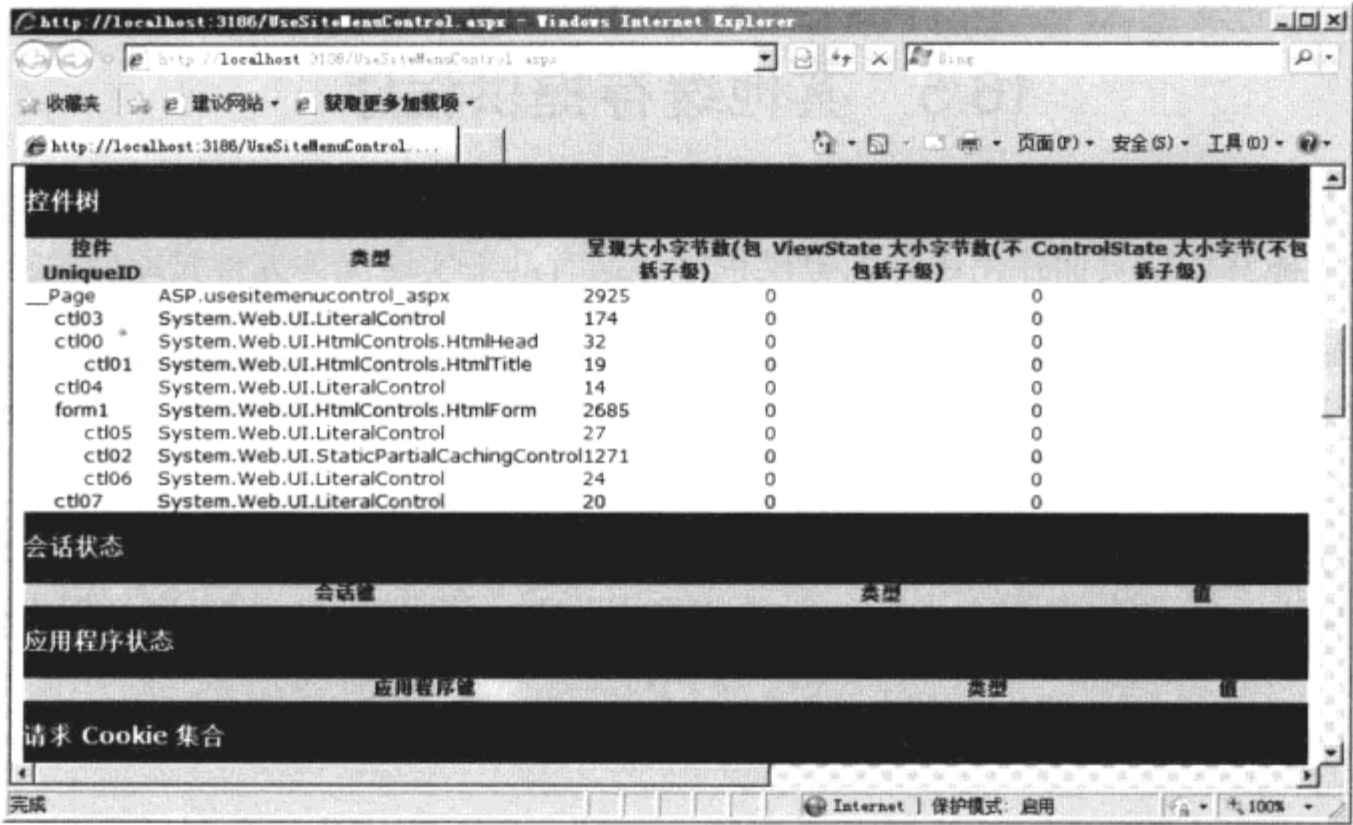 http://localhost:3186/UseSiteMenuControl.aspx - Windows Internet Explorer
http://localhost:3186/UseSiteMenuControl.aspx
Bing
收藏夹 建议网站 获取更多加载项
http://localhost:3186/UseSiteMenuControl....
页面(P) 安全(S) 工具(O)
控件树
控件 UniqueID 类型 呈现大小字节数(包括子级) ViewState 大小字节数(不包括子级) ControlState 大小字节(不包括子级)
__Page ASP.usesitemenucontrol_aspx 2925 0 0
ctl03 System.Web.UI.LiteralControl 174 0 0
ctl00 System.Web.UI.HtmlControls.HtmlHead 32 0 0
ctl01 System.Web.UI.HtmlControls.HtmlTitle 19 0 0
ctl04 System.Web.UI.LiteralControl 14 0 0
form1 System.Web.UI.HtmlControls.HtmlForm 2685 0 0
ctl05 System.Web.UI.LiteralControl 27 0 0
ctl02 System.Web.UI.StaticPartialCachingControl 1271 0 0
ctl06 System.Web.UI.LiteralControl 24 0 0
ctl07 System.Web.UI.LiteralControl 20 0 0
会话状态
会话键 类型 值
应用程序状态
应用程序键 类型 值
请求 Cookie 集合
完成 Internet | 保护模式: 启用 100%